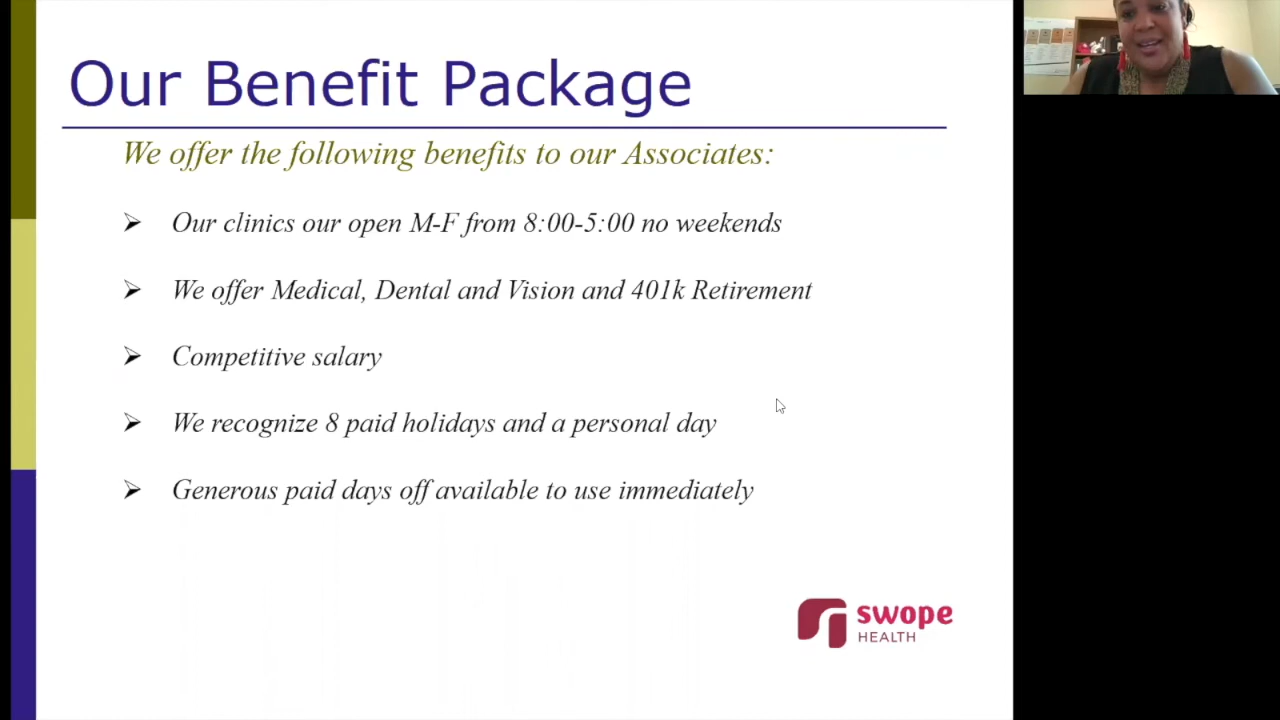 Our Benefit Package
We offer the following benefits to our Associates:
Our clinics our open M-F from 8:00-5:00 no weekends
We offer Medical, Dental and Vision and 401k Retirement
Competitive salary
We recognize 8 paid holidays and a personal day
Generous paid days off available to use immediately
swope
HEALTH